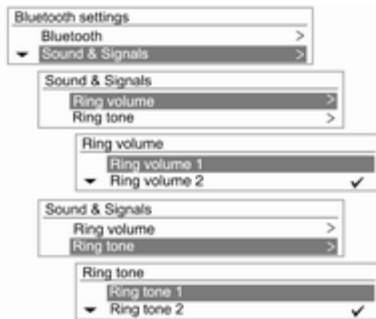 Bluetooth settings
Bluetooth >
Sound & Signals >
Sound & Signals
Ring volume >
Ring tone >
Ring volume
Ring volume 1
Ring volume 2 ✓
Sound & Signals
Ring volume >
Ring tone >
Ring tone
Ring tone 1
Ring tone 2 ✓